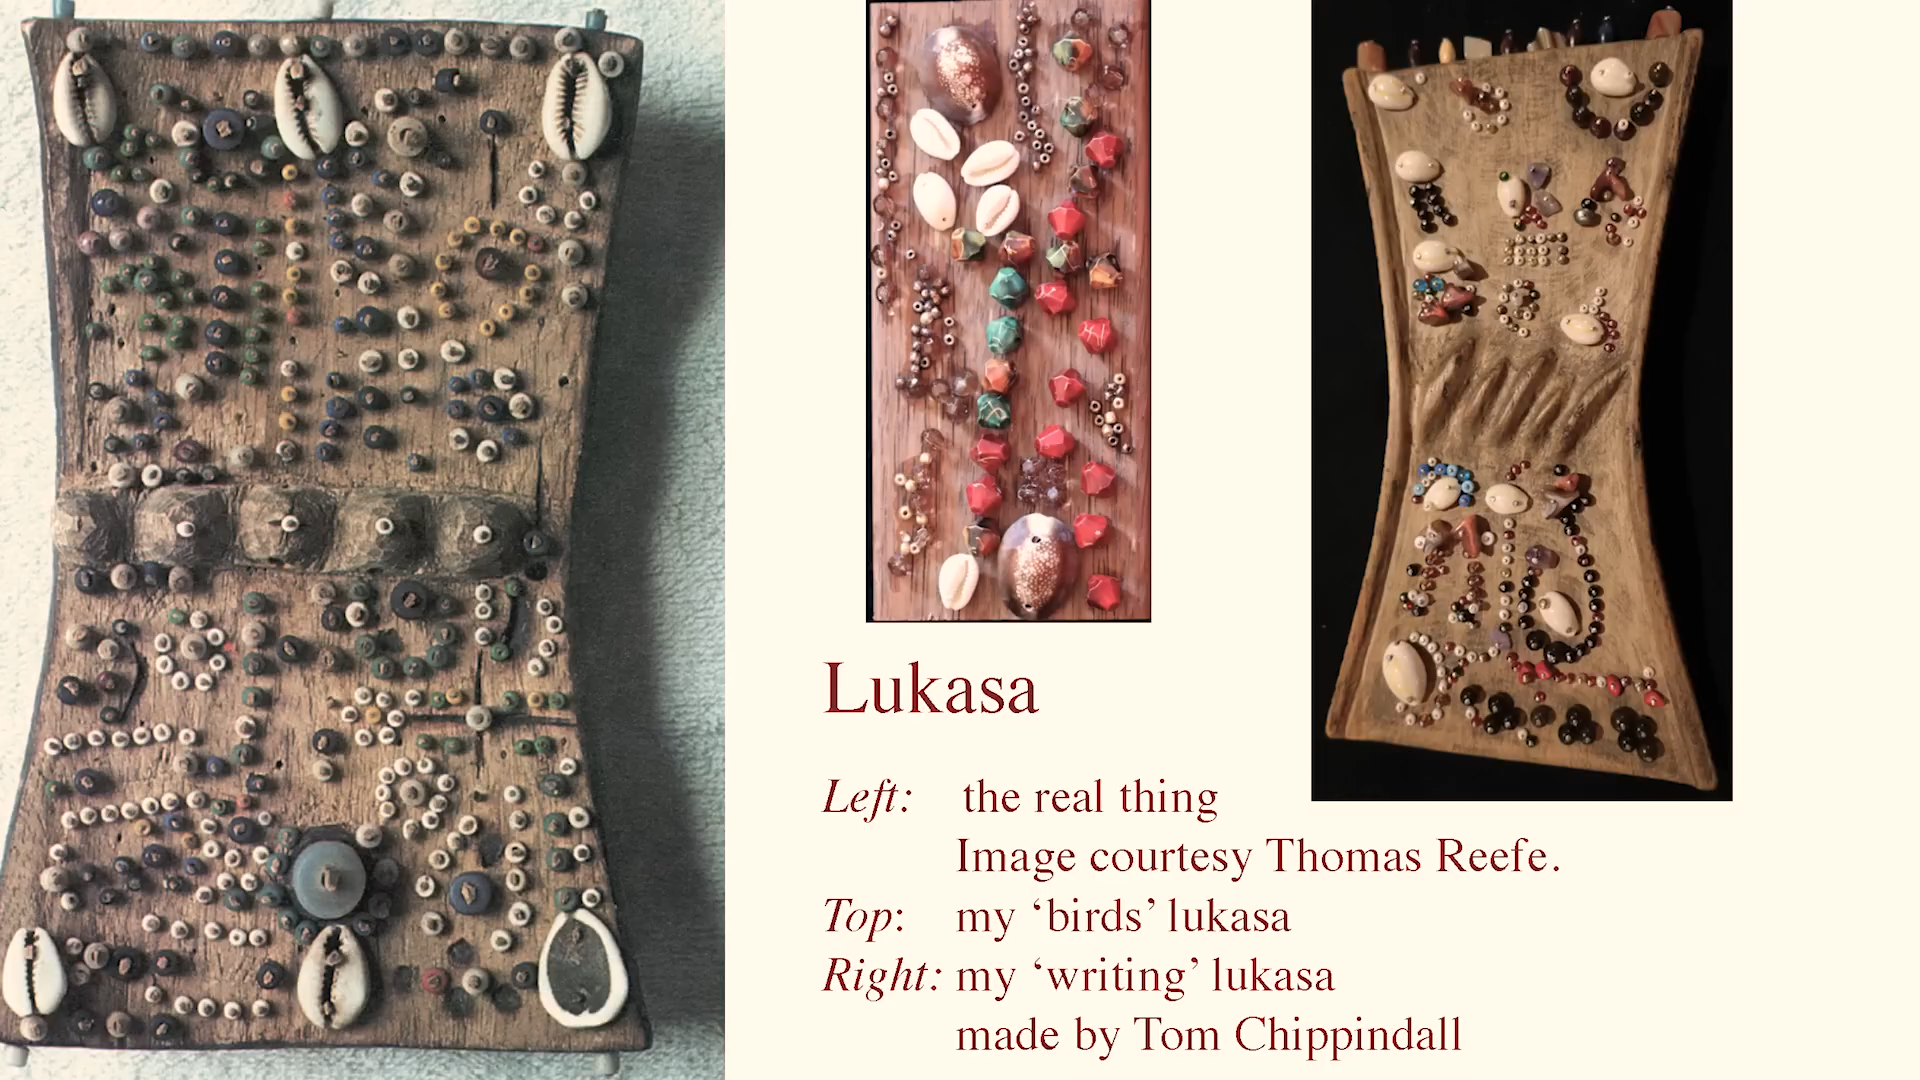 Lukasa
Left: the real thing
Image courtesy Thomas Reefe.
Top: my ‘birds’ lukasa
Right: my ‘writing’ lukasa
made by Tom Chippindall